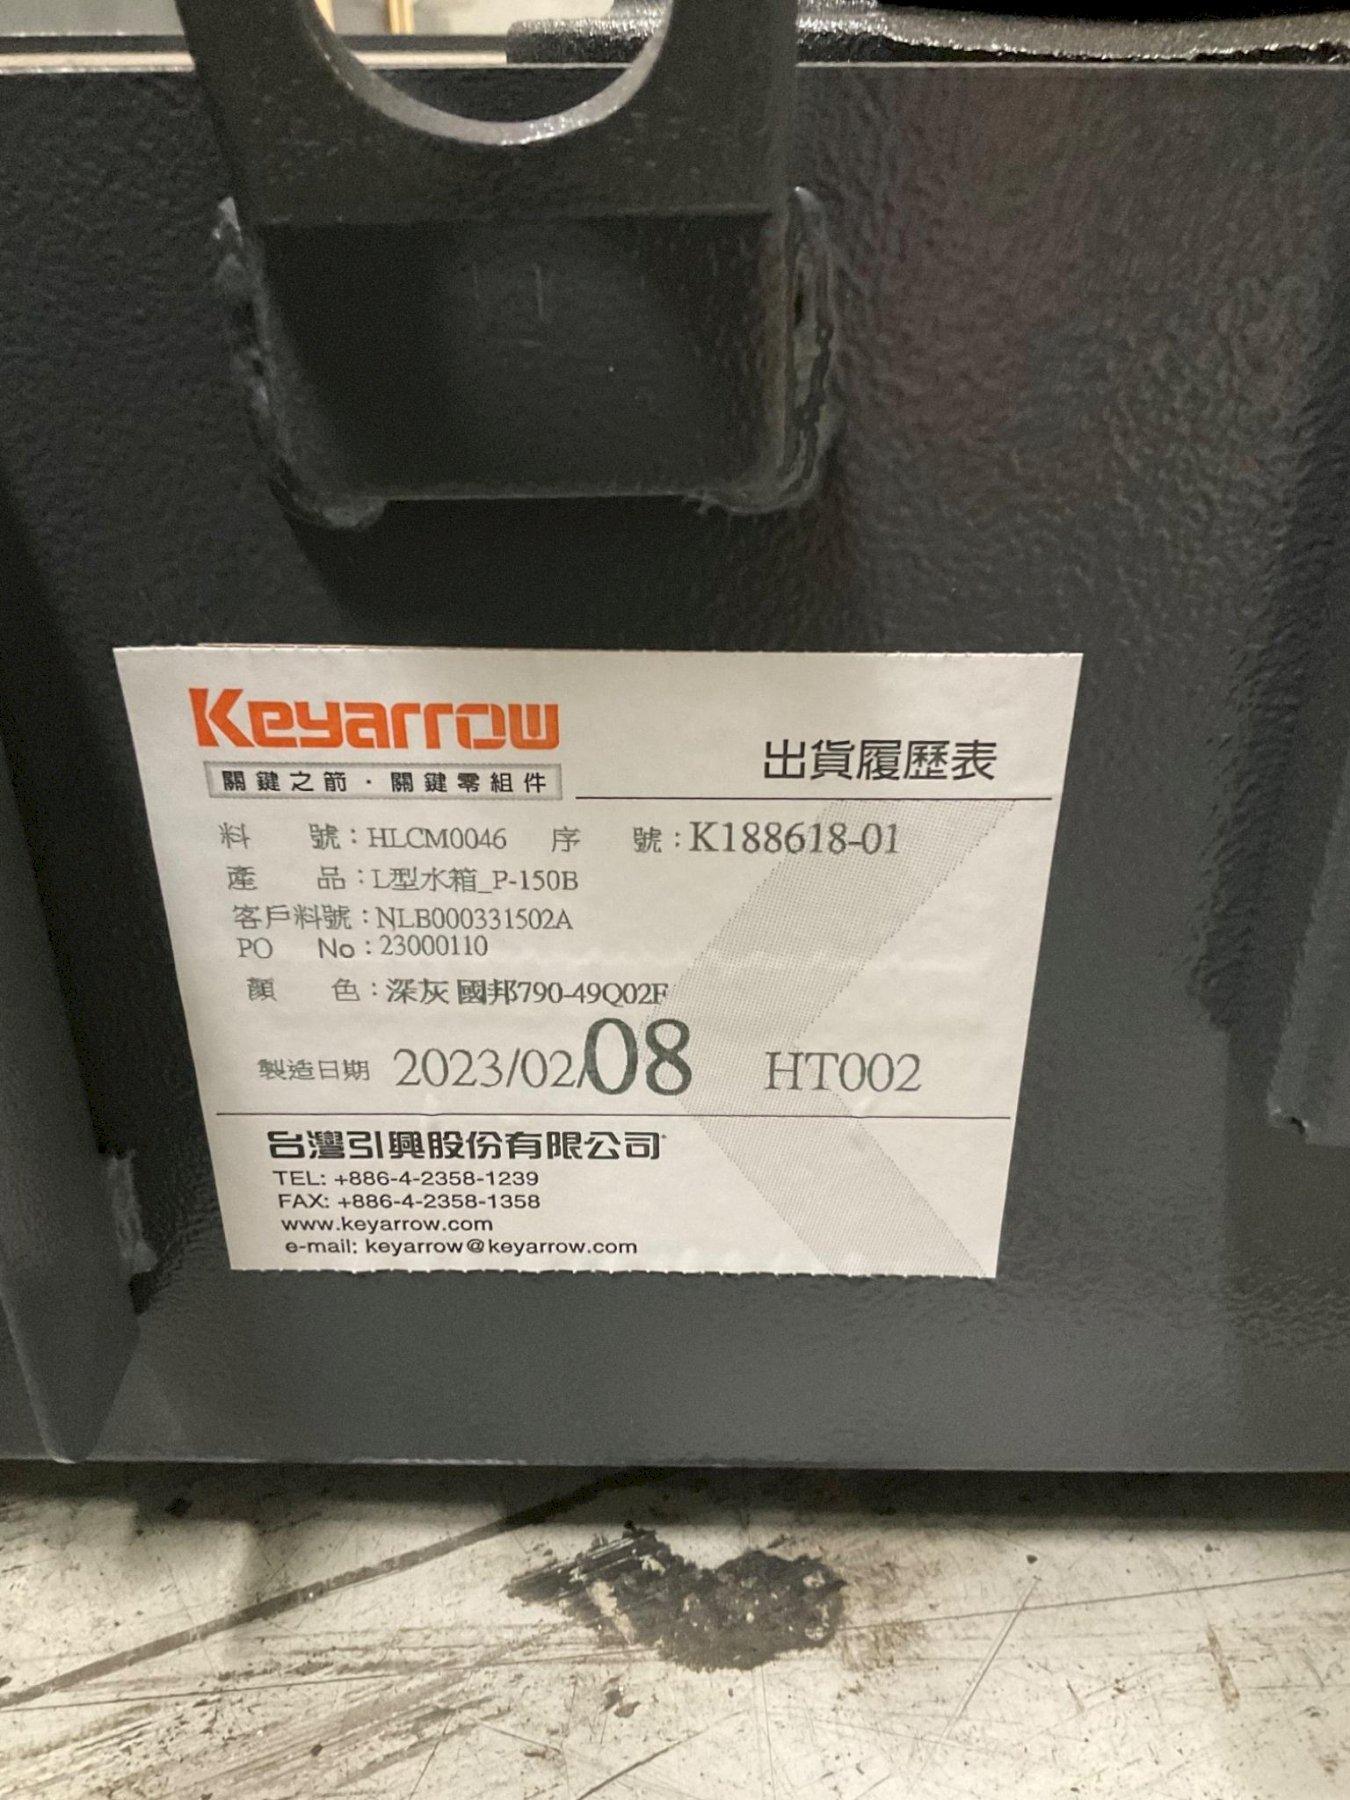 Keyarrow
關鍵之箭·關鍵零組件
出貨履歷表
料 號：HLCM0046 序 號：K188618-01
產 品：L型水箱_P-150B
客戶料號：NLB000331502A
PO No：23000110
顏 色：深灰 國邦790-49Q02F
製造日期 2023/02/08 HT002
台灣引興股份有限公司
TEL: +886-4-2358-1239
FAX: +886-4-2358-1358
www.keyarrow.com
e-mail: keyarrow@keyarrow.com